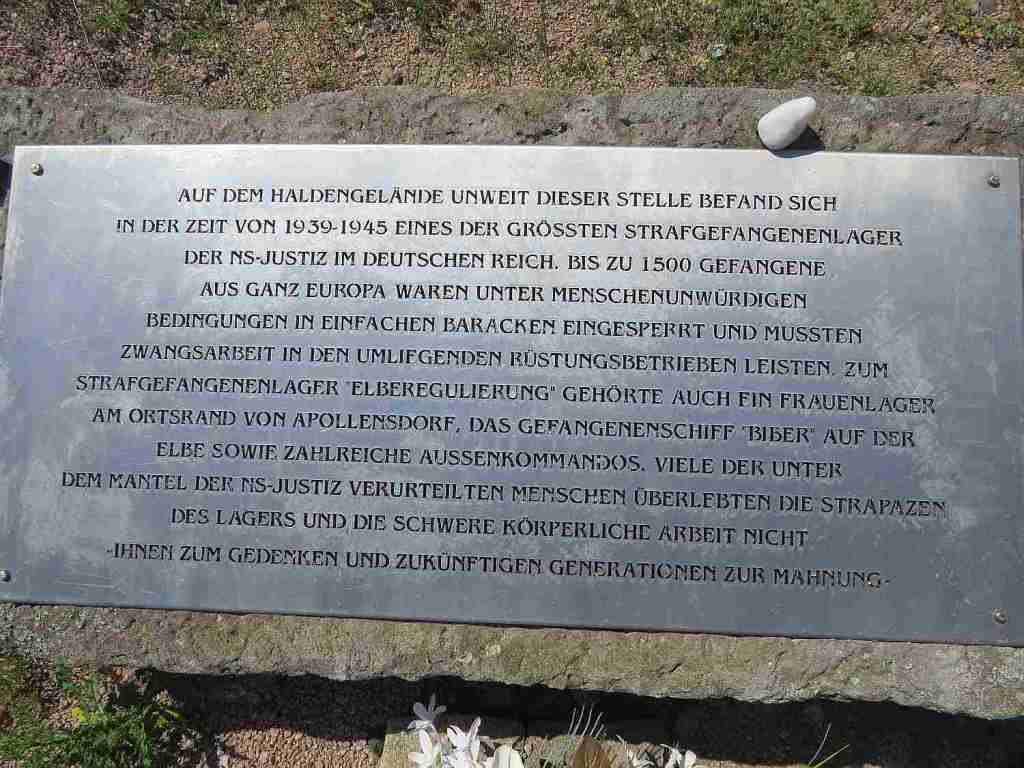 AUF DEM HALDENGELÄNDE UNWEIT DIESER STELLE BEFAND SICH
IN DER ZEIT VON 1939-1945 EINES DER GRÖSSTEN STRAFGEFANGENENLAGER
DER NS-JUSTIZ IM DEUTSCHEN REICH. BIS ZU 1500 GEFANGENE
AUS GANZ EUROPA WAREN UNTER MENSCHENUNWÜRDIGEN
BEDINGUNGEN IN EINFACHEN BARACKEN EINGESPERRT UND MUSSTEN
ZWANGSARBEIT IN DEN UMLIEGENDEN RÜSTUNGSBETRIEBEN LEISTEN. ZUM
STRAFGEFANGENENLAGER "ELBEREGULIERUNG" GEHÖRTE AUCH EIN FRAUENLAGER
AM ORTSRAND VON APOLLENSDORF, DAS GEFANGENENSCHIFF "BIBER" AUF DER
ELBE SOWIE ZAHLREICHE AUSSENKOMMANDOS. VIELE DER UNTER
DEM MANTEL DER NS-JUSTIZ VERURTEILTEN MENSCHEN ÜBERLEBTEN DIE STRAPAZEN
DES LAGERS UND DIE SCHWERE KÖRPERLICHE ARBEIT NICHT
-IHNEN ZUM GEDENKEN UND ZUKÜNFTIGEN GENERATIONEN ZUR MAHNUNG-